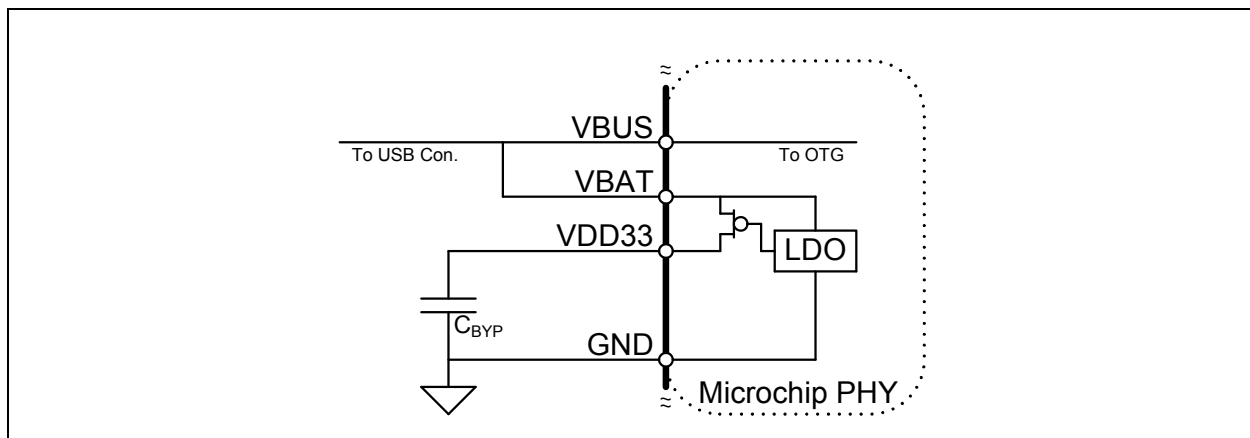 VBUS
To USB Con.
To OTG
VBAT
VDD33
LDO
CBYP
GND
Microchip PHY